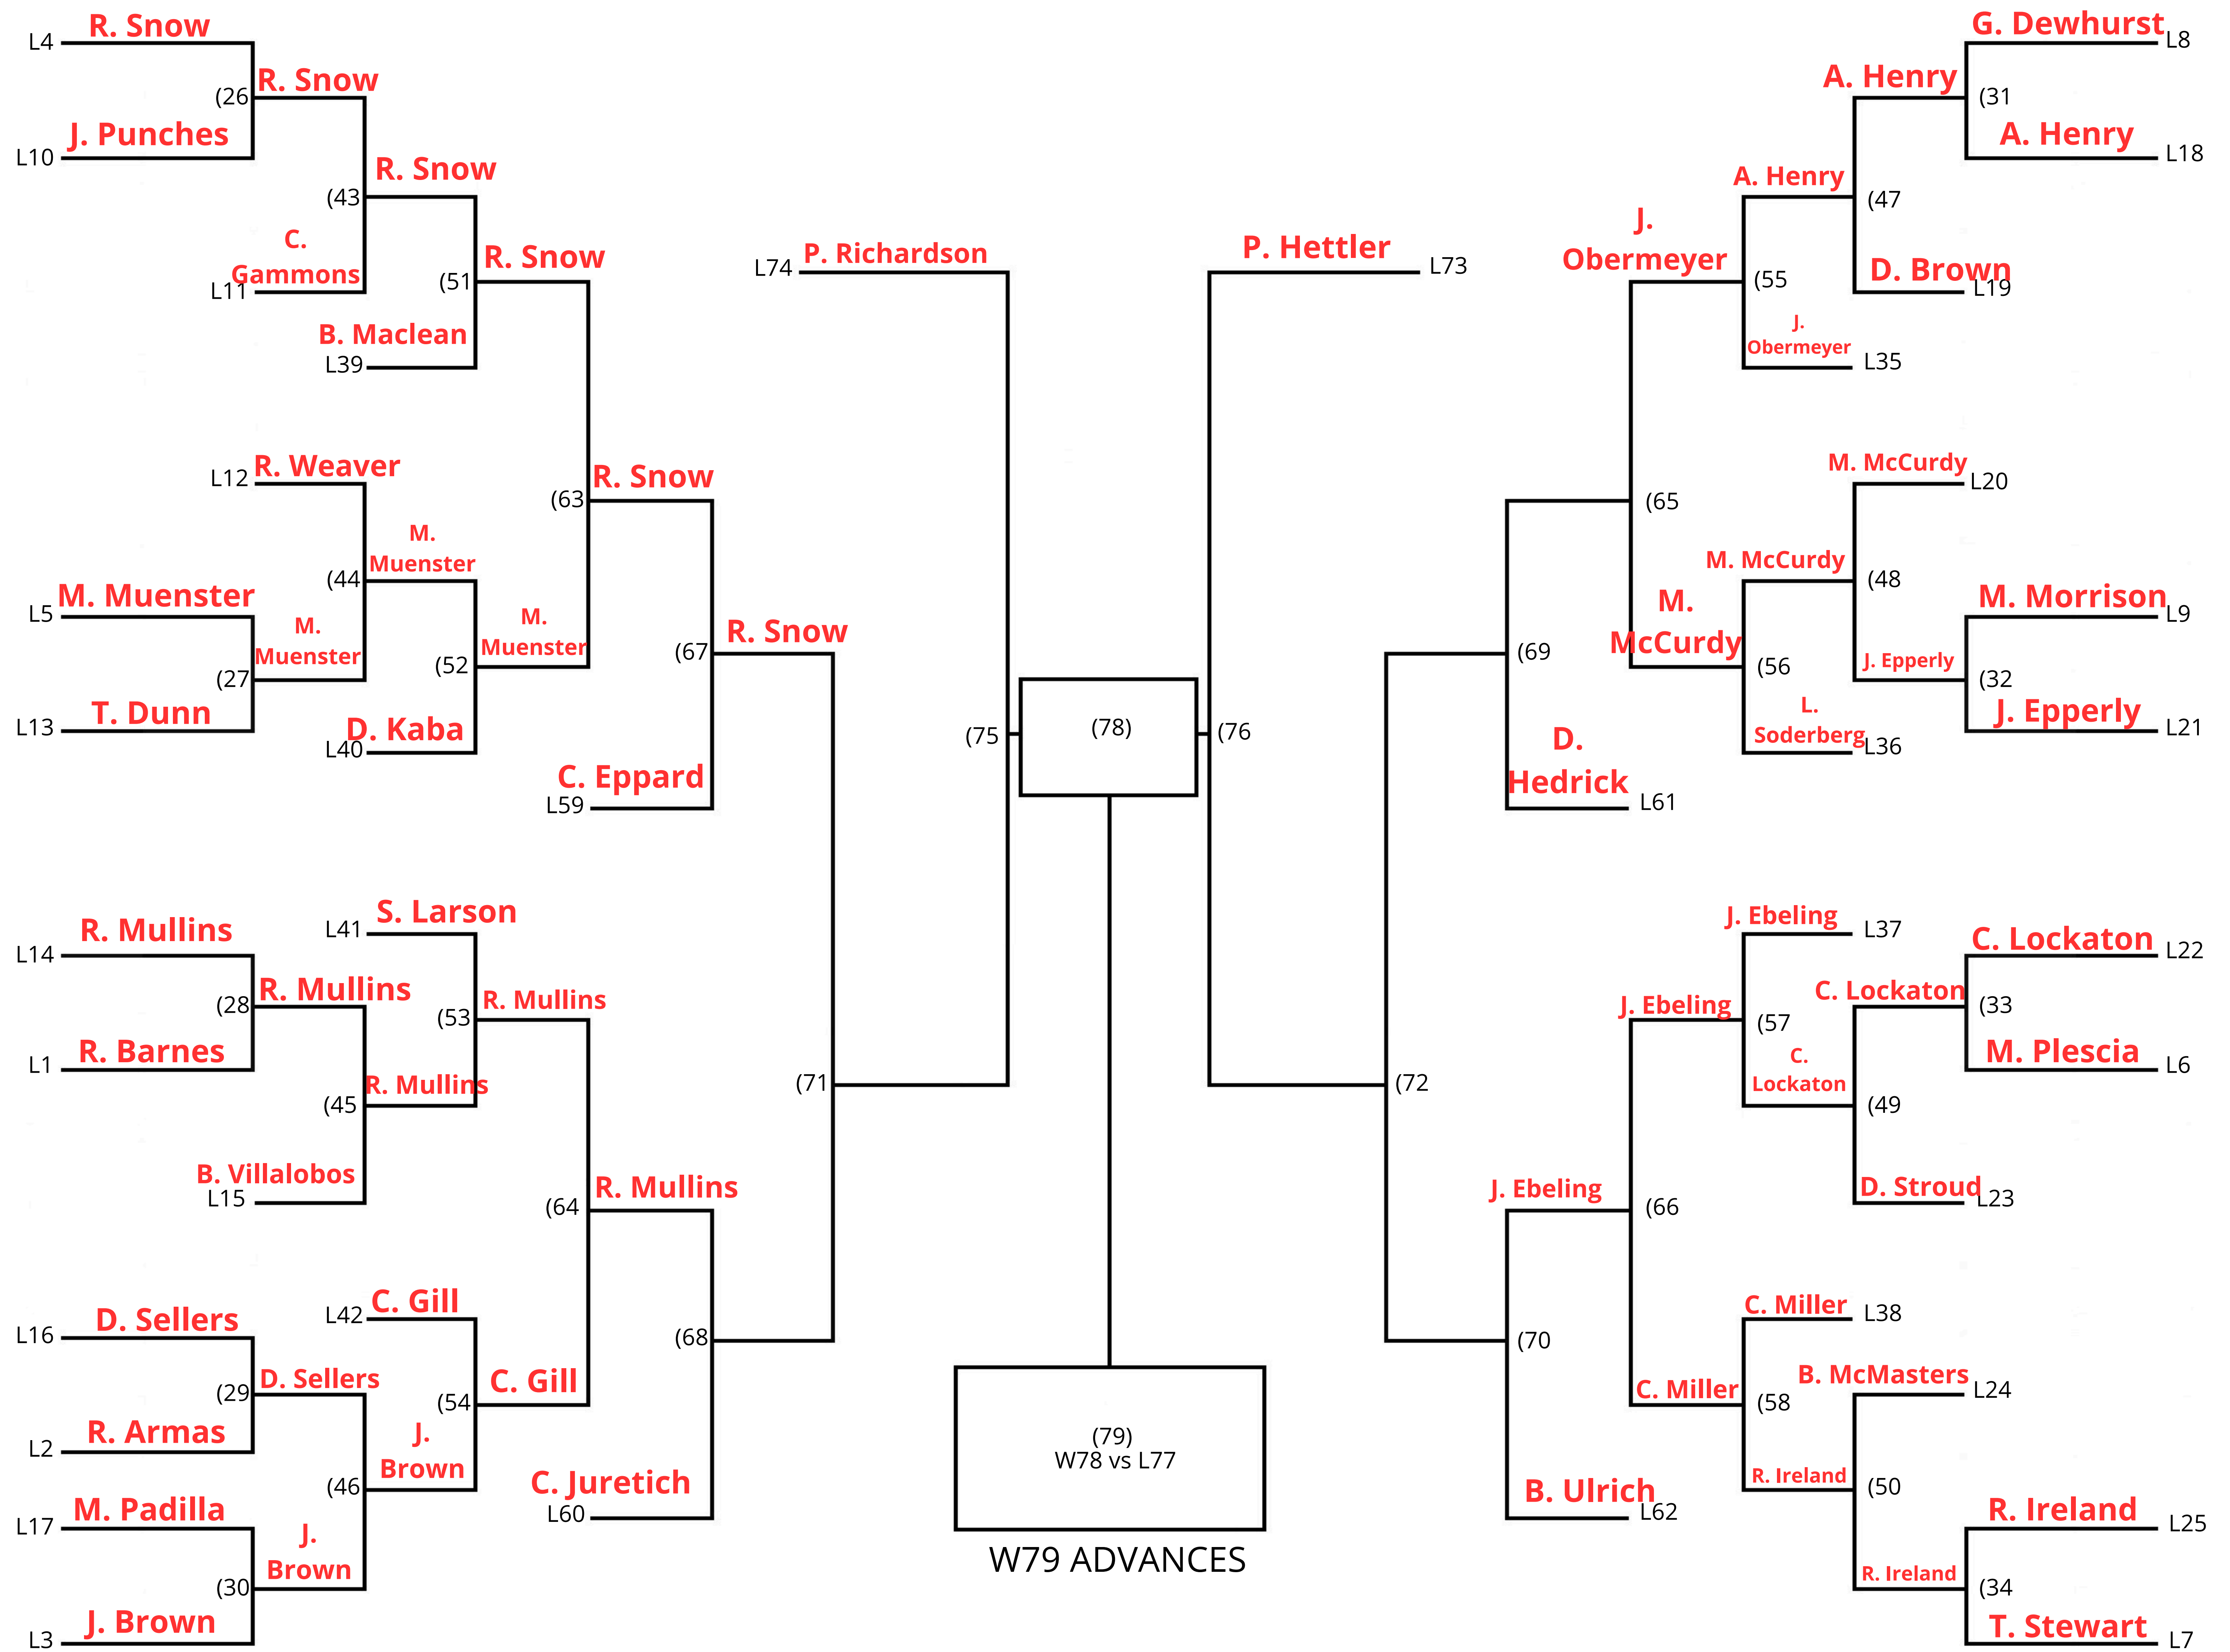 R. Snow
L4
(26
R. Snow
J. Punches
L10
(43
R. Snow
C.
Gammons
L11
(51
R. Snow
B. Maclean
L39
L12
R. Weaver
(63
R. Snow
M.
Muenster
(44
L5
M. Muenster
M.
Muenster
(27
(52
M.
Muenster
T. Dunn
L13
D. Kaba
L40
(67
R. Snow
C. Eppard
L59
S. Larson
L41
R. Mullins
L14
(28
R. Mullins
(53
R. Mullins
R. Barnes
L1
R. Mullins
(45
B. Villalobos
L15
(64
R. Mullins
(71
C. Gill
L42
D. Sellers
L16
D. Sellers
(29
(54
C. Gill
R. Armas
L2
J.
Brown
(46
(68
M. Padilla
L17
J.
Brown
(30
C. Juretich
L60
J. Brown
L3
L74
P. Richardson
(75
(78)
(76
P. Hettler
L73
(79)
W78 vs L77
W79 ADVANCES
G. Dewhurst
L8
A. Henry
(31
A. Henry
L18
A. Henry
(47
J.
Obermeyer
(55
D. Brown
L19
J.
Obermeyer
L35
M. McCurdy
L20
(65
M. McCurdy
(48
M.
McCurdy
M. Morrison
L9
(69
(56
J. Epperly
(32
L.
Soderberg
L36
J. Epperly
L21
D.
Hedrick
L61
J. Ebeling
L37
C. Lockaton
L22
J. Ebeling
(57
C. Lockaton
(33
C.
Lockaton
M. Plescia
L6
(72
(49
J. Ebeling
(66
D. Stroud
L23
C. Miller
L38
(70
C. Miller
(58
B. McMasters
L24
R. Ireland
(50
B. Ulrich
L62
R. Ireland
L25
R. Ireland
(34
T. Stewart
L7